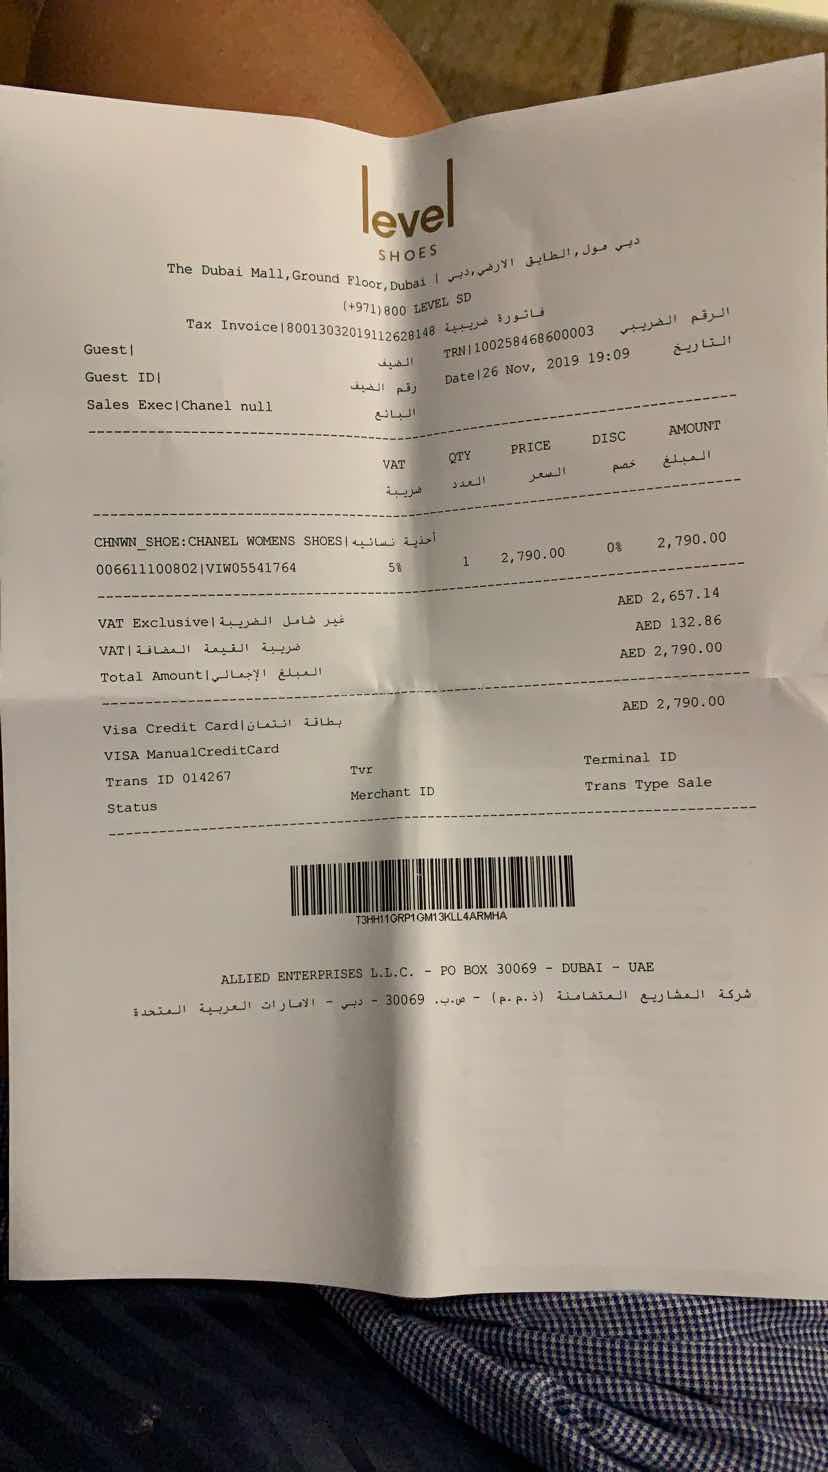 level
SHOES
The Dubai Mall,Ground Floor,Dubai | دبي مول,الطابق الارضي,دبي
(+971)800 LEVEL SD
Tax Invoice|80013032019112628148 فاتورة ضريبية
Guest| الضيف TRN|100258468600003 الرقم الضريبي
Guest ID| رقم الضيف Date|26 Nov, 2019 19:09 التاريخ
Sales Exec|Chanel null البائع
VAT QTY PRICE DISC AMOUNT
ضريبة العدد السعر خصم المبلغ
CHNWN_SHOE:CHANEL WOMENS SHOES|أحذية نسائيه
006611100802|VIW05541764 5% 1 2,790.00 0% 2,790.00
VAT Exclusive|غير شامل الضريبة AED 2,657.14
VAT|ضريبة القيمة المضافة AED 132.86
Total Amount|المبلغ الإجمالي AED 2,790.00
Visa Credit Card|بطاقة ائتمان AED 2,790.00
VISA ManualCreditCard
Trans ID 014267 Tvr Terminal ID
Status Merchant ID Trans Type Sale
T3HH11GRP1GM13KLL4ARMHA
ALLIED ENTERPRISES L.L.C. - PO BOX 30069 - DUBAI - UAE
شركة المشاريع المتضامنة (ذ.م.م) - ص.ب. 30069 - دبي - الامارات العربية المتحدة